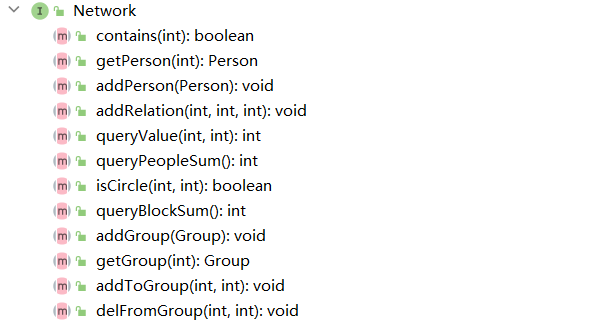 Network
contains(int): boolean
getPerson(int): Person
addPerson(Person): void
addRelation(int, int, int): void
queryValue(int, int): int
queryPeopleSum(): int
isCircle(int, int): boolean
queryBlockSum(): int
addGroup(Group): void
getGroup(int): Group
addToGroup(int, int): void
delFromGroup(int, int): void